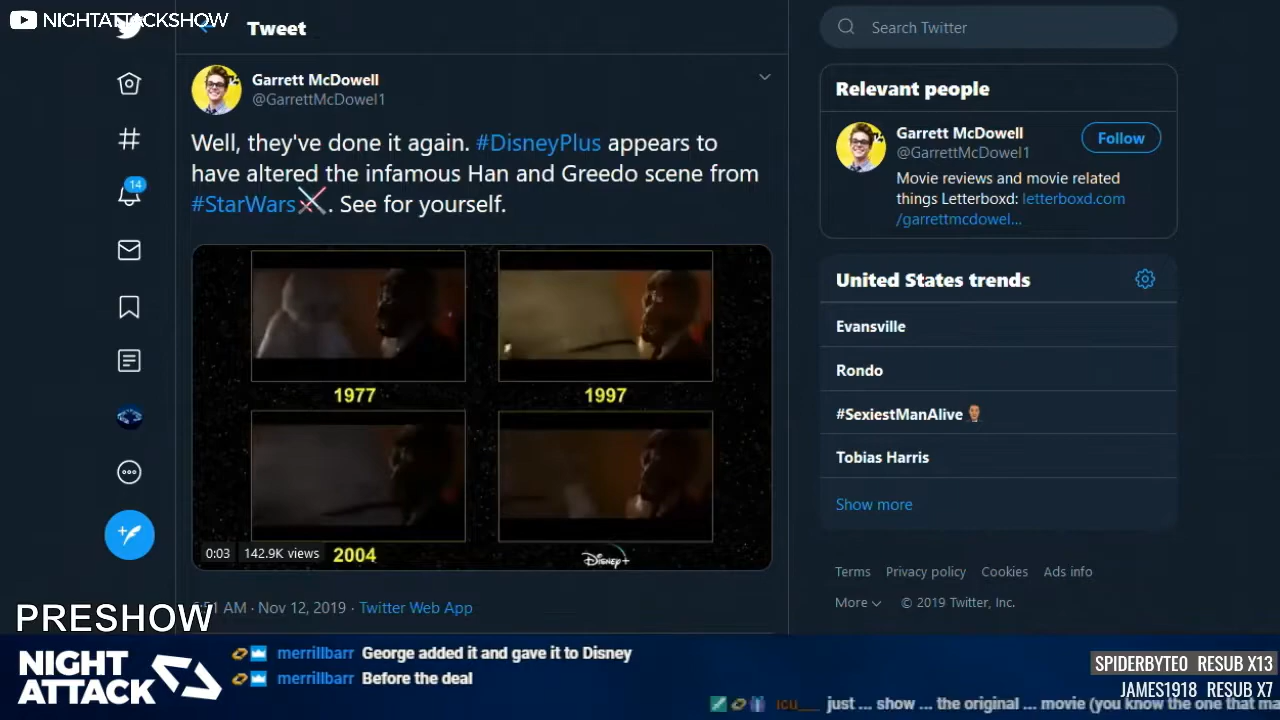 NIGHTATTACKSHOW
Tweet
Search Twitter
Garrett McDowell
@GarrettMcDowel1
Well, they've done it again. #DisneyPlus appears to
have altered the infamous Han and Greedo scene from
#StarWars. See for yourself.
1977
1997
0:03
142.9K views
2004
Disney+
51 AM · Nov 12, 2019 · Twitter Web App
Relevant people
Garrett McDowell
@GarrettMcDowel1
Follow
Movie reviews and movie related
things Letterboxd: letterboxd.com
/garrettmcdowel...
United States trends
Evansville
Rondo
#SexiestManAlive
Tobias Harris
Show more
Terms Privacy policy Cookies Ads info
More © 2019 Twitter, Inc.
14
PRESHOW
NIGHT
ATTACK
merrillbarr George added it and gave it to Disney
merrillbarr Before the deal
icu__ just ... show ... the original ... movie (you know the one that ma
SPIDERBYTE0 RESUB X13
JAMES1918 RESUB X7